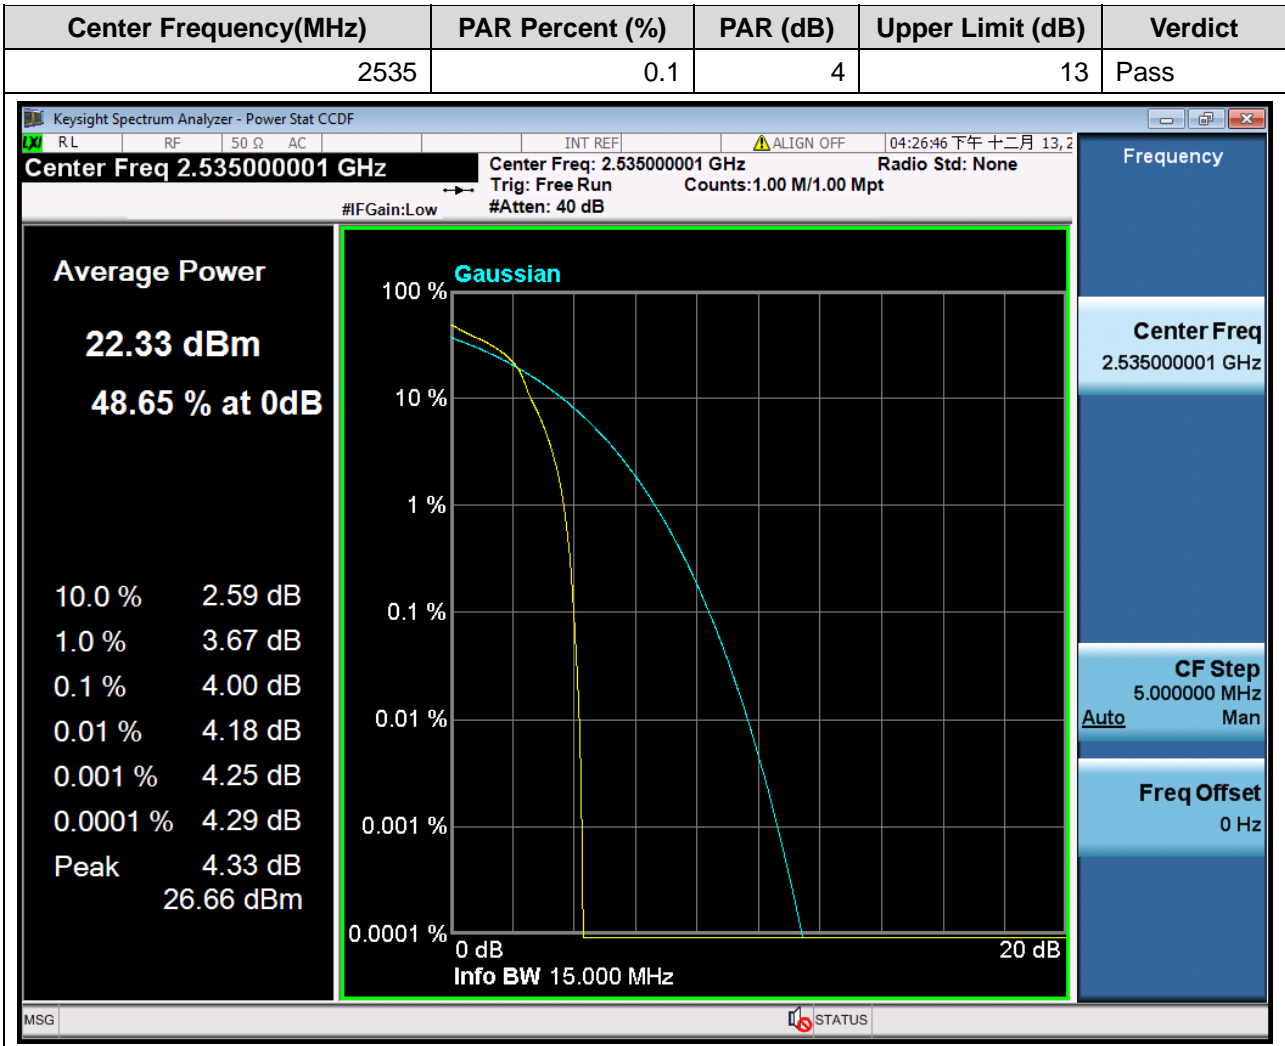 Center Frequency(MHz) PAR Percent (%) PAR (dB) Upper Limit (dB) Verdict
2535 0.1 4 13 Pass
Keysight Spectrum Analyzer - Power Stat CCDF
LXI RL RF 50 Ω AC INT REF ALIGN OFF 04:26:46 下午 十二月 13, 2
Center Freq 2.535000001 GHz
Center Freq: 2.535000001 GHz Radio Std: None
Trig: Free Run Counts:1.00 M/1.00 Mpt
#IFGain:Low #Atten: 40 dB
Frequency
Average Power
22.33 dBm
48.65 % at 0dB
10.0 % 2.59 dB
1.0 % 3.67 dB
0.1 % 4.00 dB
0.01 % 4.18 dB
0.001 % 4.25 dB
0.0001 % 4.29 dB
Peak 4.33 dB
26.66 dBm
Gaussian
100 %
10 %
1 %
0.1 %
0.01 %
0.001 %
0.0001 %
0 dB 20 dB
Info BW 15.000 MHz
Center Freq
2.535000001 GHz
CF Step
5.000000 MHz
Auto Man
Freq Offset
0 Hz
MSG STATUS